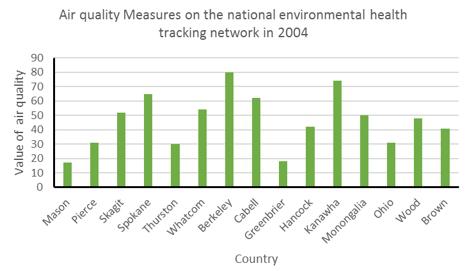 Air quality Measures on the national environmental health
tracking network in 2004
Value of air quality
90
80
70
60
50
40
30
20
10
0
Mason
Pierce
Skagit
Spokane
Thurston
Whatcom
Berkeley
Cabell
Greenbrier
Hancock
Kanawha
Monongalia
Ohio
Wood
Brown
Country